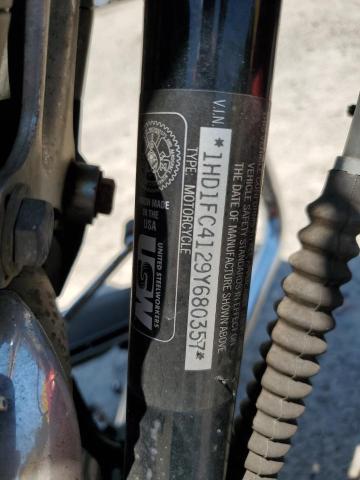 V.I.N.
*1HD1FC4129Y680357*
TYPE: MOTORCYCLE
VEHICLE SAFETY STANDARDS IN EFFECT ON
THE DATE OF MANUFACTURE SHOWN ABOVE
UNION MADE
IN THE
USA
UNITED STEELWORKERS
USW